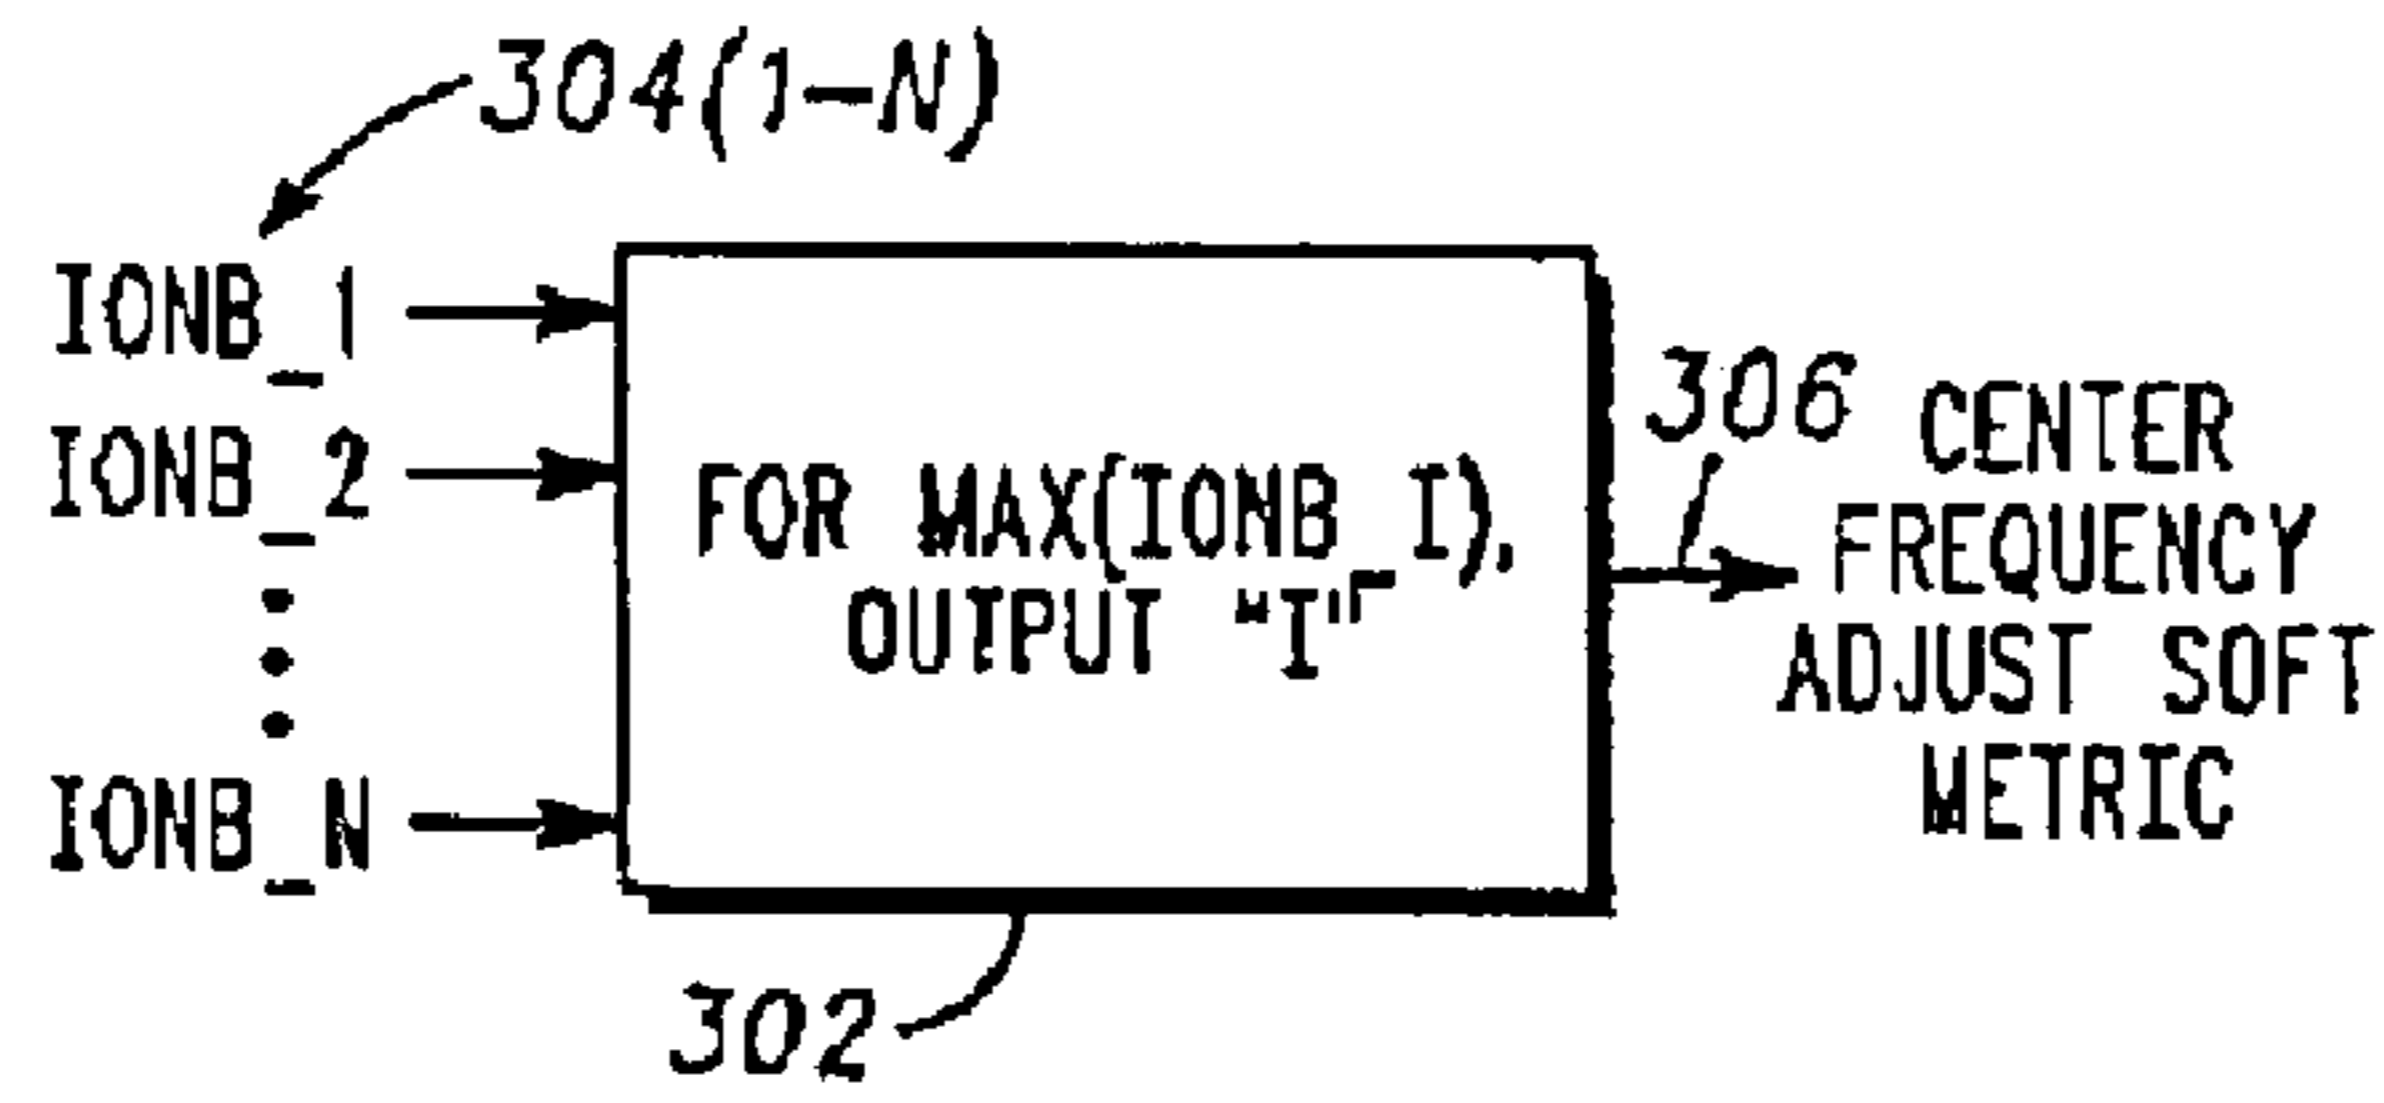 304(1-N)
IONB_1
IONB_2
IONB_N
FOR MAX(IONB_I),
OUTPUT "I"
306
CENTER
FREQUENCY
ADJUST SOFT
METRIC
302